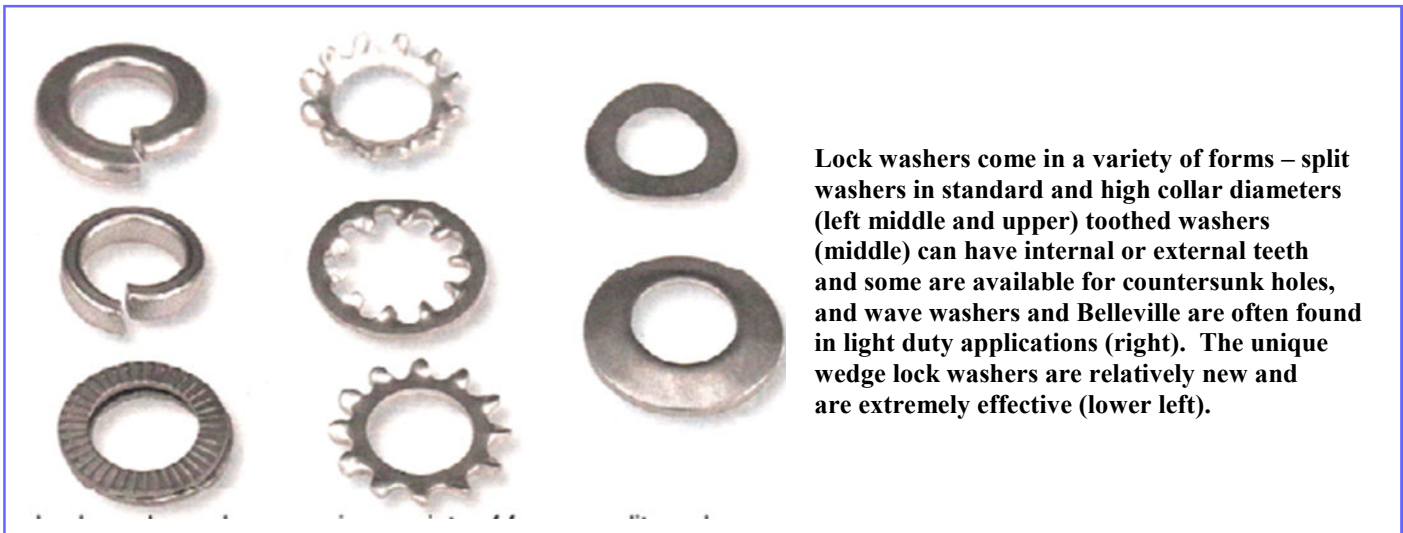 Lock washers come in a variety of forms – split
washers in standard and high collar diameters
(left middle and upper) toothed washers
(middle) can have internal or external teeth
and some are available for countersunk holes,
and wave washers and Belleville are often found
in light duty applications (right).  The unique
wedge lock washers are relatively new and
are extremely effective (lower left).